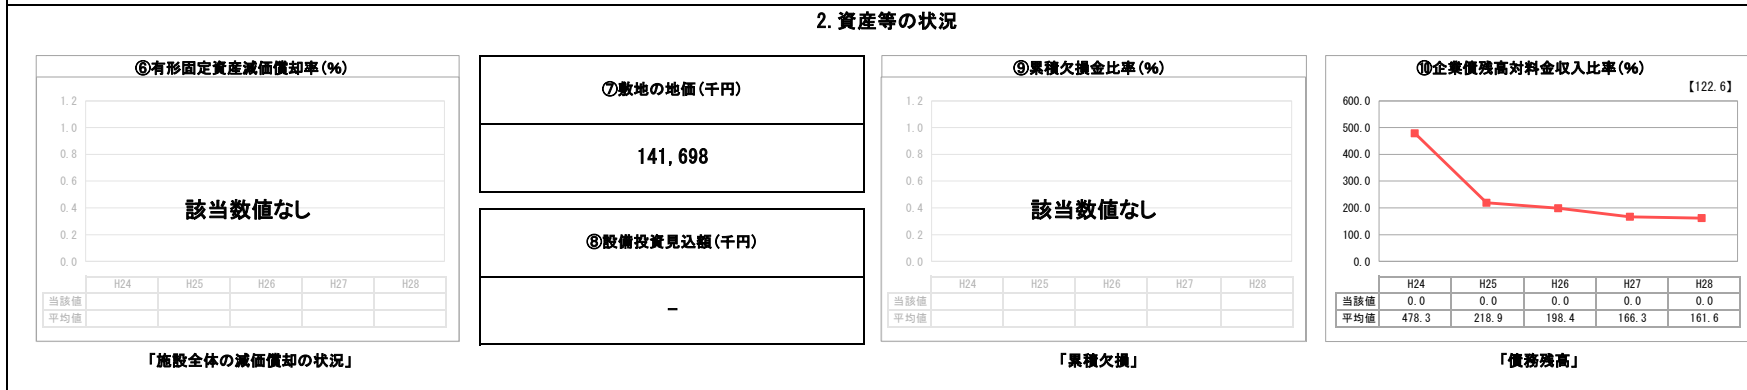 2.資産等の状況
⑥有形固定資産減価償却率(%)
1.2
1.0
0.8
0.6
0.4
0.2
0.0
該当数値なし
H24 H25 H26 H27 H28
当該値
平均値
「施設全体の減価償却の状況」
⑦敷地の地価(千円)
141,698
⑧設備投資見込額(千円)
-
⑨累積欠損金比率(%)
1.2
1.0
0.8
0.6
0.4
0.2
0.0
該当数値なし
H24 H25 H26 H27 H28
当該値
平均値
「累積欠損」
⑩企業債残高対料金収入比率(%)
【122.6】
600.0
500.0
400.0
300.0
200.0
100.0
0.0
H24 H25 H26 H27 H28
当該値 0.0 0.0 0.0 0.0 0.0
平均値 478.3 218.9 198.4 166.3 161.6
「債務残高」